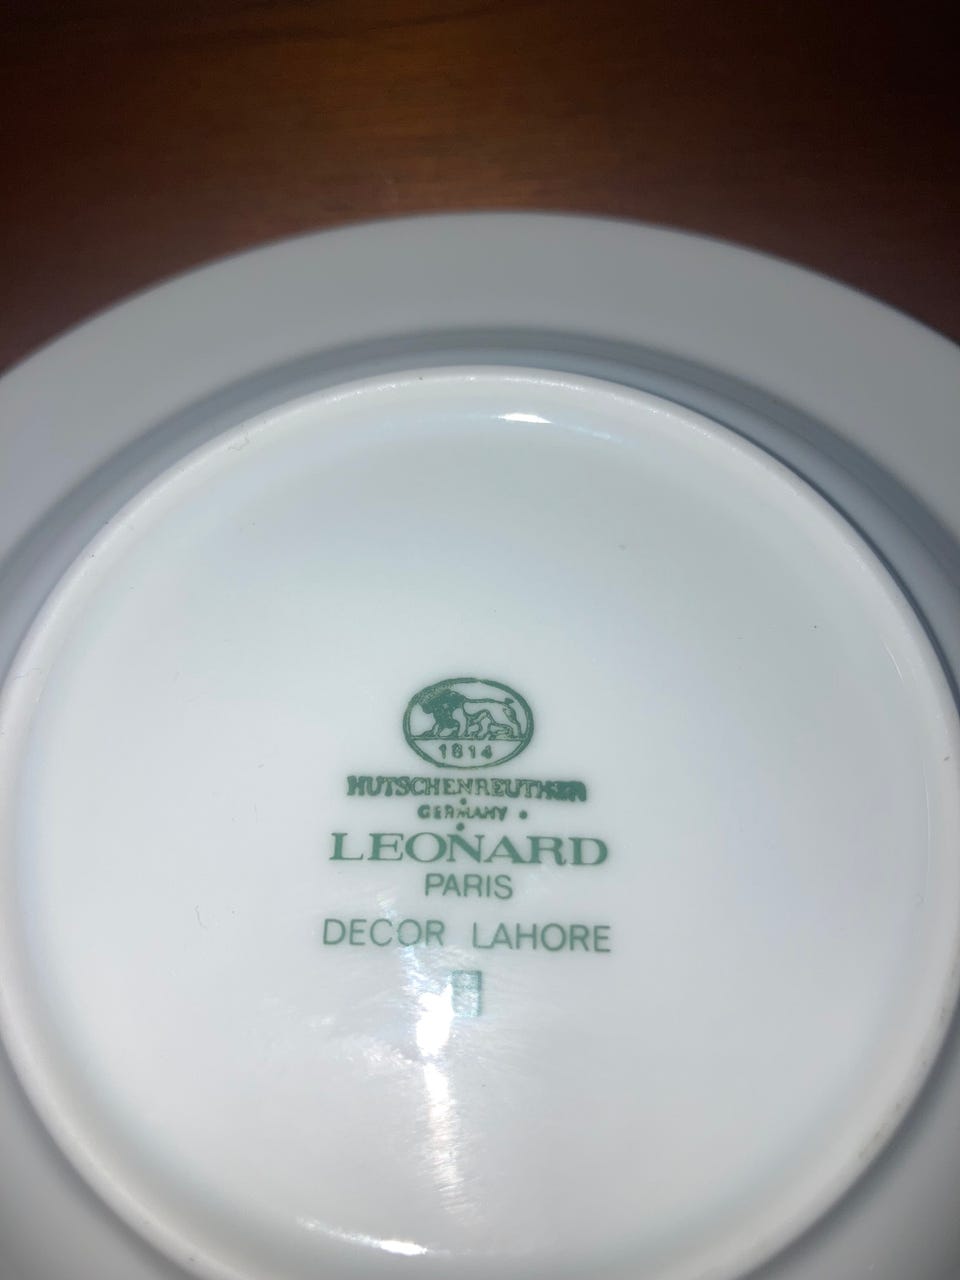 1814
HUTSCHENREUTHER
GERMANY
LEONARD
PARIS
DECOR LAHORE